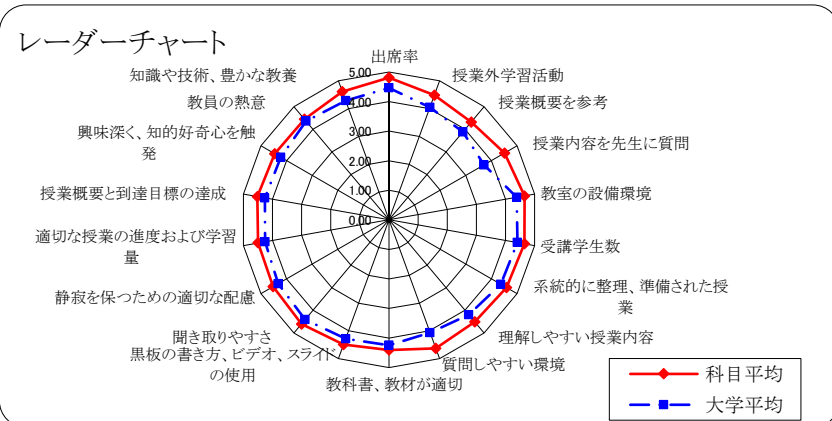 レーダーチャート
出席率
授業外学習活動
授業概要を参考
授業内容を先生に質問
教室の設備環境
受講学生数
系統的に整理、準備された授
業
理解しやすい授業内容
質問しやすい環境
教科書、教材が適切
黒板の書き方、ビデオ、スライド
の使用
聞き取りやすさ
静寂を保つための適切な配慮
適切な授業の進度および学習
量
授業概要と到達目標の達成
興味深く、知的好奇心を触
発
教員の熱意
知識や技術、豊かな教養
5.00
4.00
3.00
2.00
1.00
0.00
科目平均
大学平均